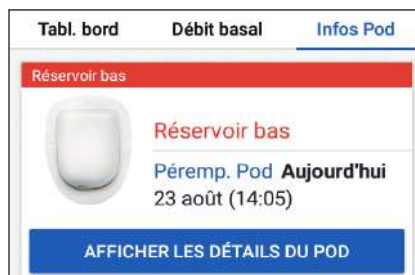 Tabl. bord Débit basal Infos Pod
Réservoir bas
Réservoir bas
Péremp. Pod Aujourd'hui
23 août (14:05)
AFFICHER LES DÉTAILS DU POD